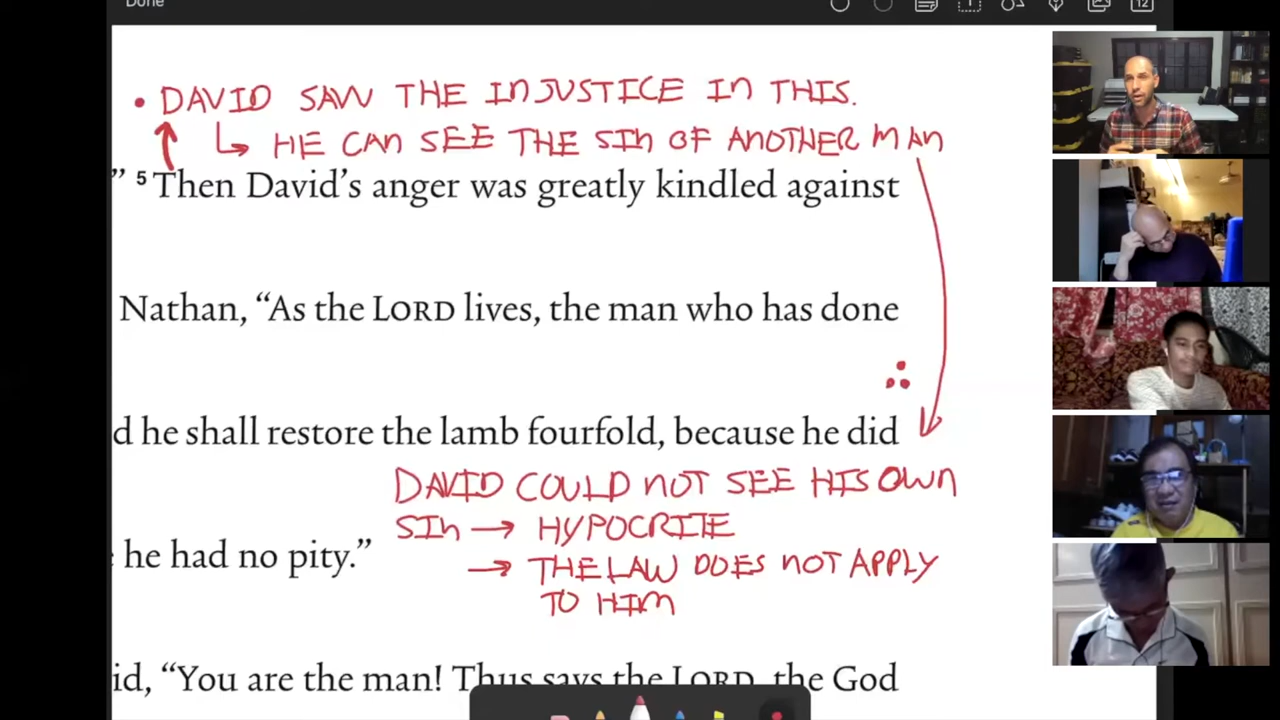 Done
12
• DAVID SAW THE INJUSTICE IN THIS.
↳ HE CAN SEE THE SIN OF ANOTHER MAN
” 5 Then David’s anger was greatly kindled against
Nathan, “As the LORD lives, the man who has done
∴
d he shall restore the lamb fourfold, because he did
DAVID COULD NOT SEE HIS OWN
SIN → HYPOCRITE
he had no pity.”
→ THE LAW DOES NOT APPLY
TO HIM
id, “You are the man! Thus says the LORD, the God